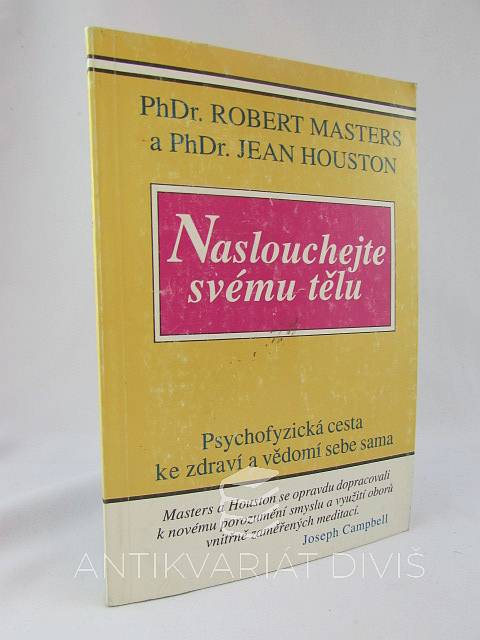 PhDr. ROBERT MASTERS
a PhDr. JEAN HOUSTON
Naslouchejte
svému tělu
Psychofyzická cesta
ke zdraví a vědomí sebe sama
Masters a Houston se opravdu dopracovali
k novému porozumění smyslu a využití oborů
vnitřně zaměřených meditací.
Joseph Campbell
ANTIKVARIÁT DIVIŠ